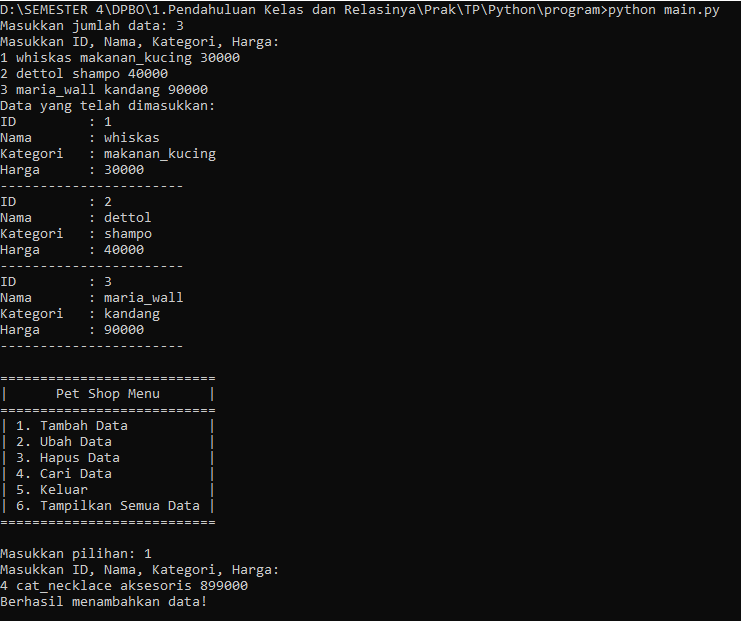 D:\SEMESTER 4\DPBO\1.Pendahuluan Kelas dan Relasinya\Prak\TP\Python\program>python main.py
Masukkan jumlah data: 3
Masukkan ID, Nama, Kategori, Harga:
1 whiskas makanan_kucing 30000
2 dettol shampo 40000
3 maria_wall kandang 90000
Data yang telah dimasukkan:
ID         : 1
Nama       : whiskas
Kategori   : makanan_kucing
Harga      : 30000
-----------------------
ID         : 2
Nama       : dettol
Kategori   : shampo
Harga      : 40000
-----------------------
ID         : 3
Nama       : maria_wall
Kategori   : kandang
Harga      : 90000
-----------------------

===========================
|      Pet Shop Menu      |
===========================
| 1. Tambah Data          |
| 2. Ubah Data            |
| 3. Hapus Data           |
| 4. Cari Data            |
| 5. Keluar               |
| 6. Tampilkan Semua Data |
===========================

Masukkan pilihan: 1
Masukkan ID, Nama, Kategori, Harga:
4 cat_necklace aksesoris 899000
Berhasil menambahkan data!